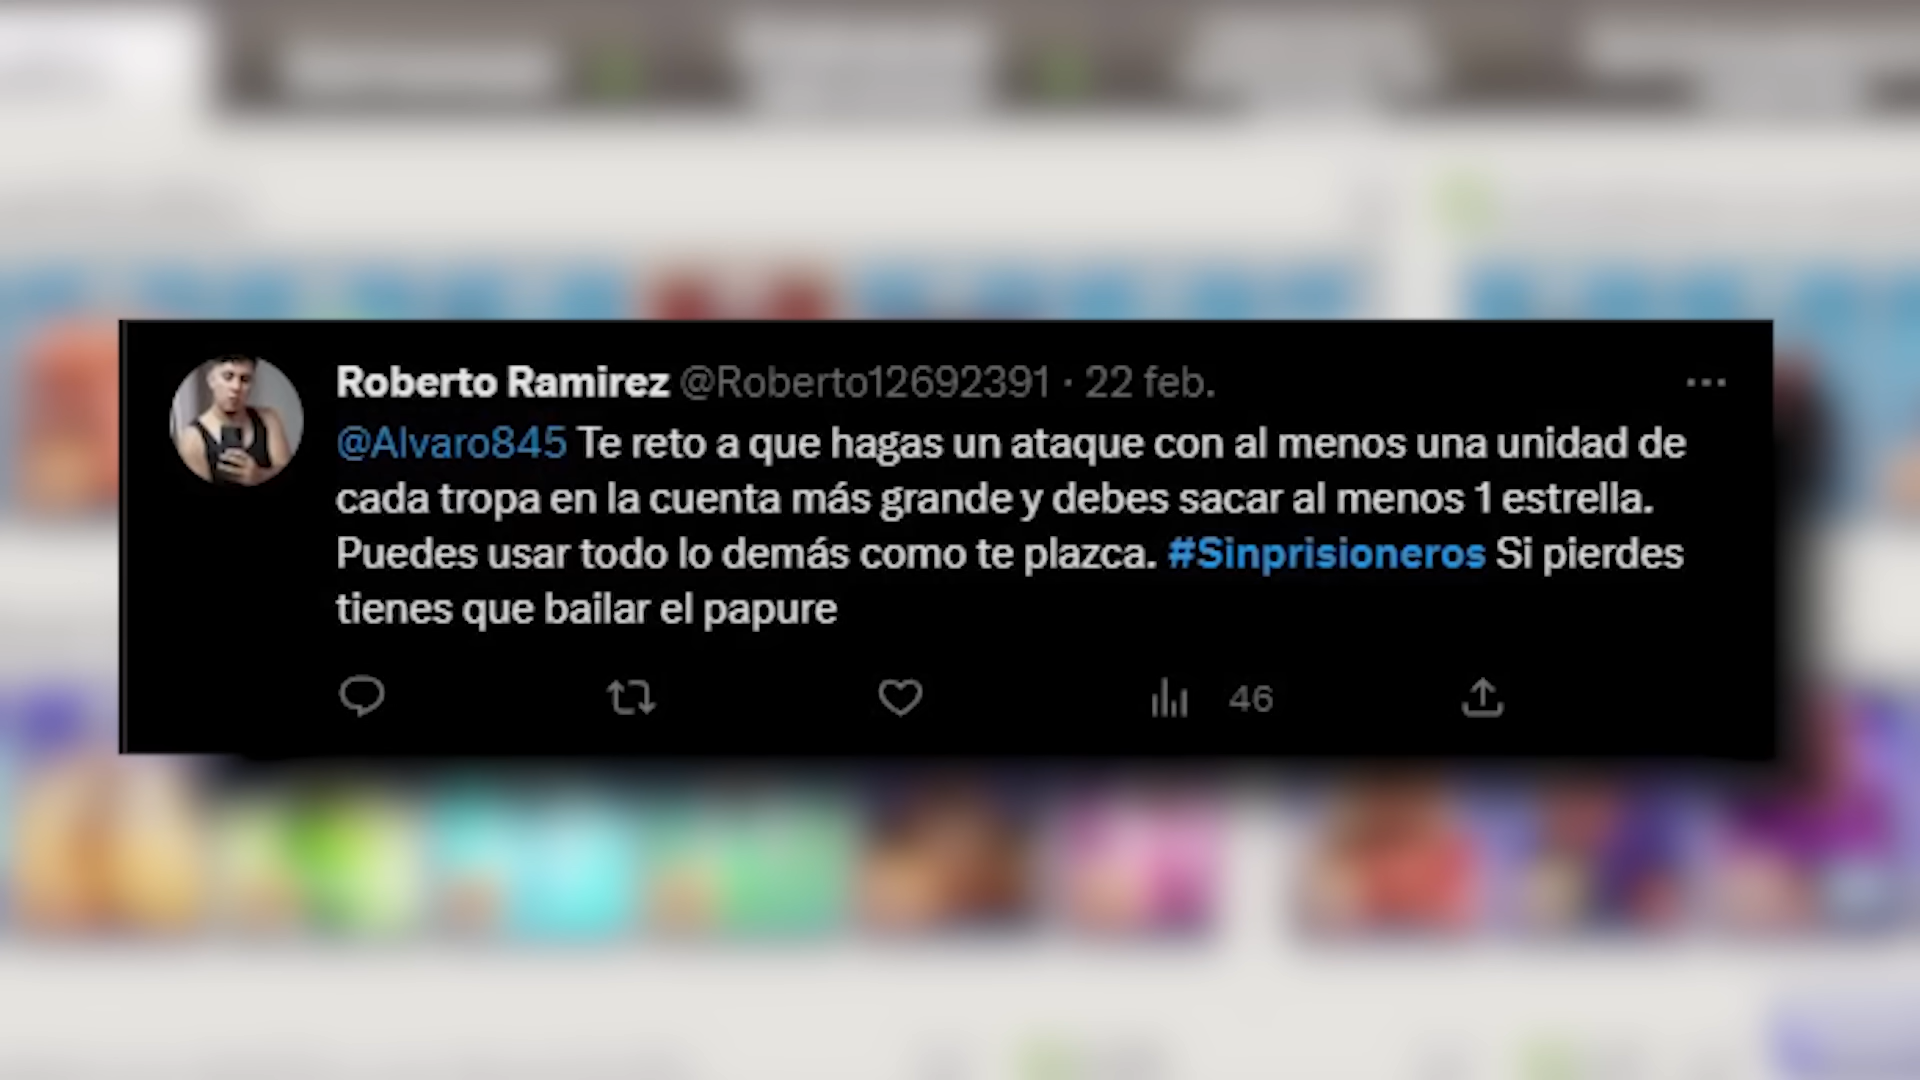 Roberto Ramirez @Roberto12692391 · 22 feb.
@Alvaro845 Te reto a que hagas un ataque con al menos una unidad de
cada tropa en la cuenta más grande y debes sacar al menos 1 estrella.
Puedes usar todo lo demás como te plazca. #Sinprisioneros Si pierdes
tienes que bailar el papure
46